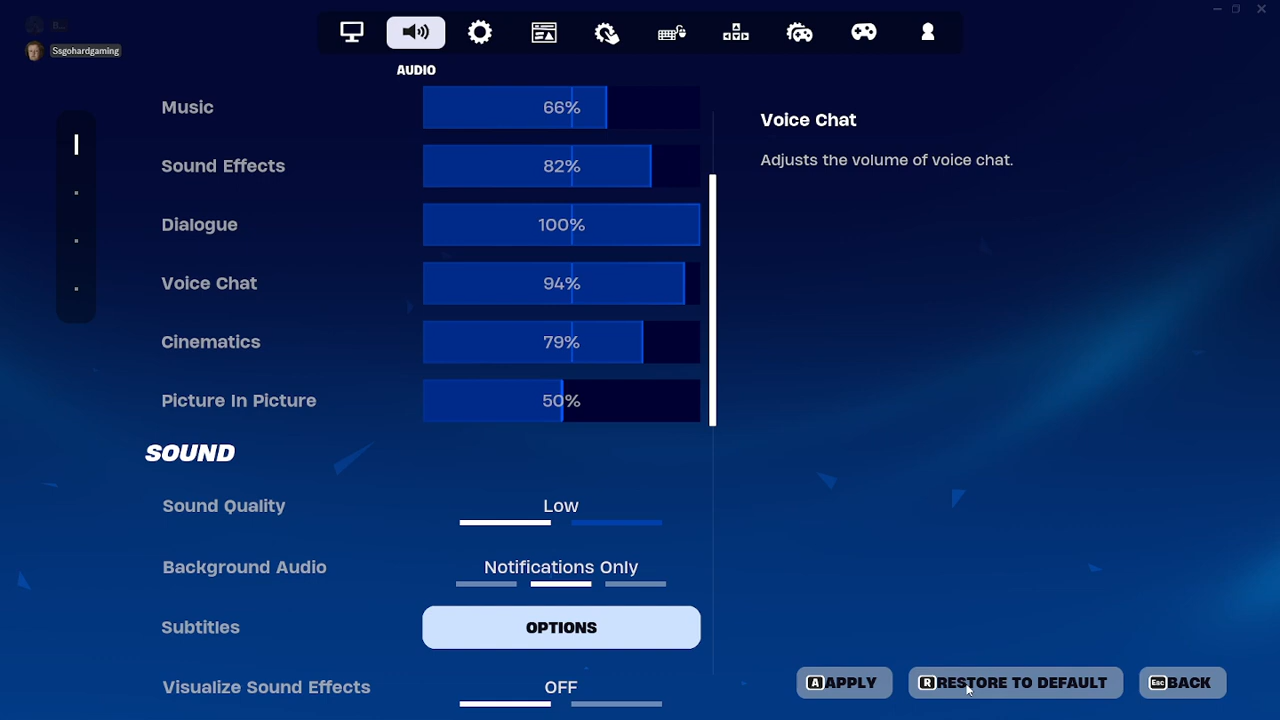 Ssgohardgaming
AUDIO
Music 66%
Sound Effects 82%
Dialogue 100%
Voice Chat 94%
Cinematics 79%
Picture In Picture 50%
SOUND
Sound Quality Low
Background Audio Notifications Only
Subtitles OPTIONS
Visualize Sound Effects OFF
Voice Chat
Adjusts the volume of voice chat.
A APPLY R RESTORE TO DEFAULT Esc BACK